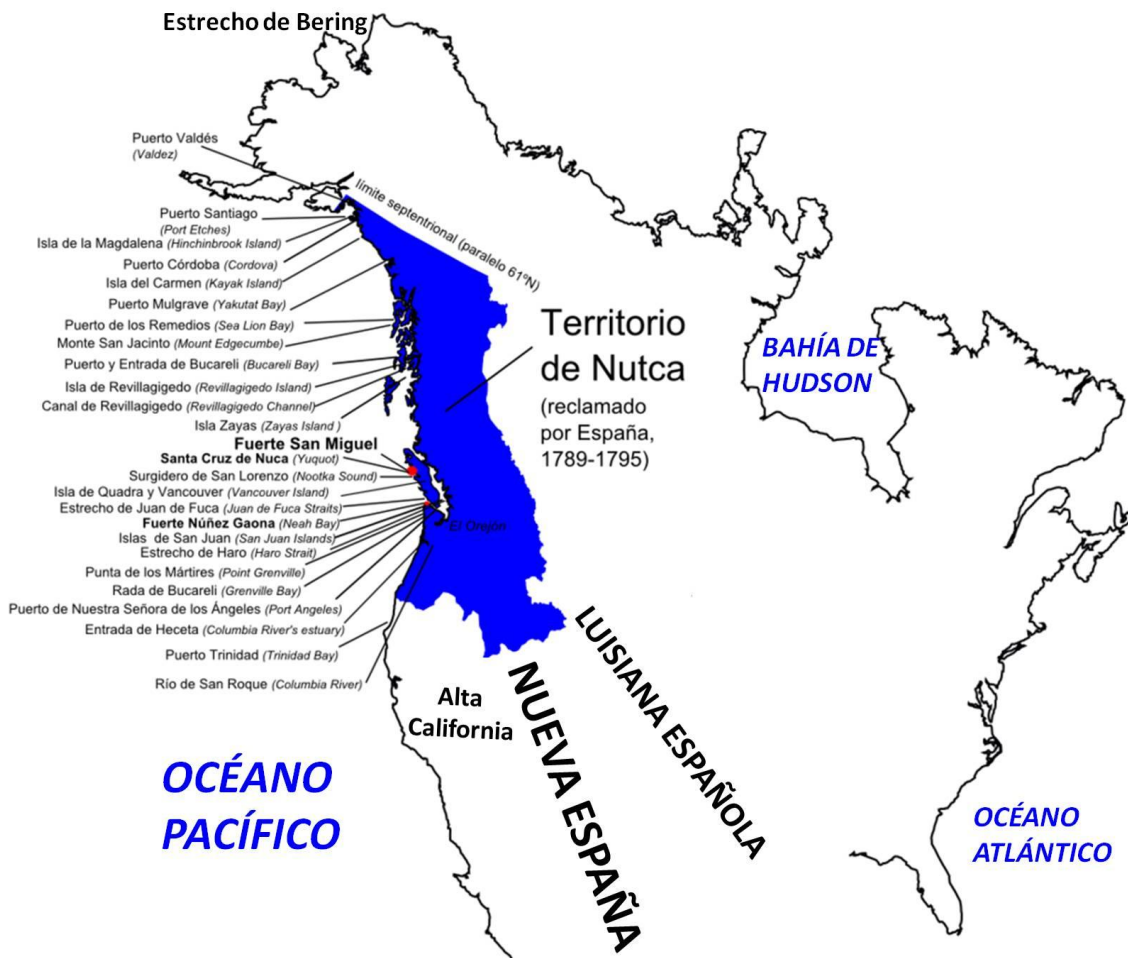 Estrecho de Bering
Puerto Valdés
(Valdez)
límite septentrional (paralelo 61ºN)
Puerto Santiago
(Port Etches)
Isla de la Magdalena (Hinchinbrook Island)
Puerto Córdoba (Cordova)
Isla del Carmen (Kayak Island)
Puerto Mulgrave (Yakutat Bay)
Puerto de los Remedios (Sea Lion Bay)
Monte San Jacinto (Mount Edgecumbe)
Puerto y Entrada de Bucareli (Bucareli Bay)
Isla de Revillagigedo (Revillagigedo Island)
Canal de Revillagigedo (Revillagigedo Channel)
Isla Zayas (Zayas Island )
Fuerte San Miguel
Santa Cruz de Nuca (Yuquot)
Surgidero de San Lorenzo (Nootka Sound)
Isla de Quadra y Vancouver (Vancouver Island)
Estrecho de Juan de Fuca (Juan de Fuca Straits)
Fuerte Núñez Gaona (Neah Bay)
Islas de San Juan (San Juan Islands)
Estrecho de Haro (Haro Strait)
Punta de los Mártires (Point Grenville)
Rada de Bucareli (Grenville Bay)
Puerto de Nuestra Señora de los Ángeles (Port Angeles)
Entrada de Heceta (Columbia River's estuary)
Puerto Trinidad (Trinidad Bay)
Río de San Roque (Columbia River)
El Orejón
Territorio
de Nutca
(reclamado
por España,
1789-1795)
BAHÍA DE
HUDSON
LUISIANA ESPAÑOLA
NUEVA ESPAÑA
Alta
California
OCÉANO
PACÍFICO
OCÉANO
ATLÁNTICO